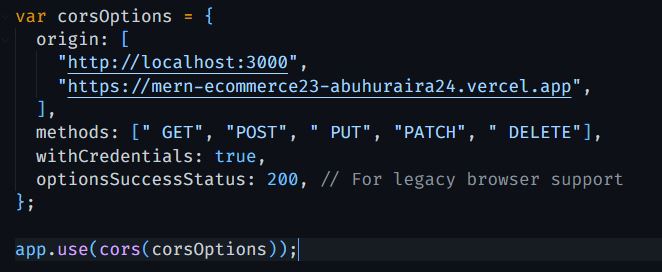 var corsOptions = {
  origin: [
    "http://localhost:3000",
    "https://mern-ecommerce23-abuhuraira24.vercel.app",
  ],
  methods: [" GET", "POST", " PUT", "PATCH", " DELETE"],
  withCredentials: true,
  optionsSuccessStatus: 200, // For legacy browser support
};

app.use(cors(corsOptions));